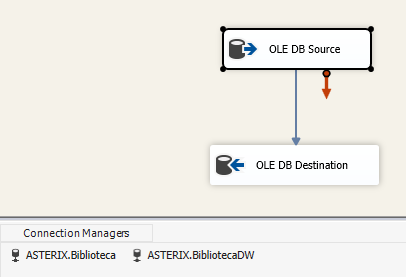 OLE DB Source
OLE DB Destination
Connection Managers
ASTERIX.Biblioteca ASTERIX.BibliotecaDW